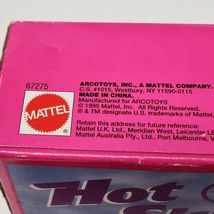 67275
MATTEL
ARCOTOYS, INC., A MATTEL COMPANY.
C.S. #1015, Westbury, NY 11590-0115
MADE IN CHINA.
Manufactured for ARCOTOYS
© 1995 Mattel, Inc. All Rights Reserved.
® & TM designate U.S. trademarks of Mattel,
Retain this address for future reference:
Mattel U.K. Ltd., Meridian West, Leicester
Mattel Australia Pty., Ltd., Port Melbourne,
Hot